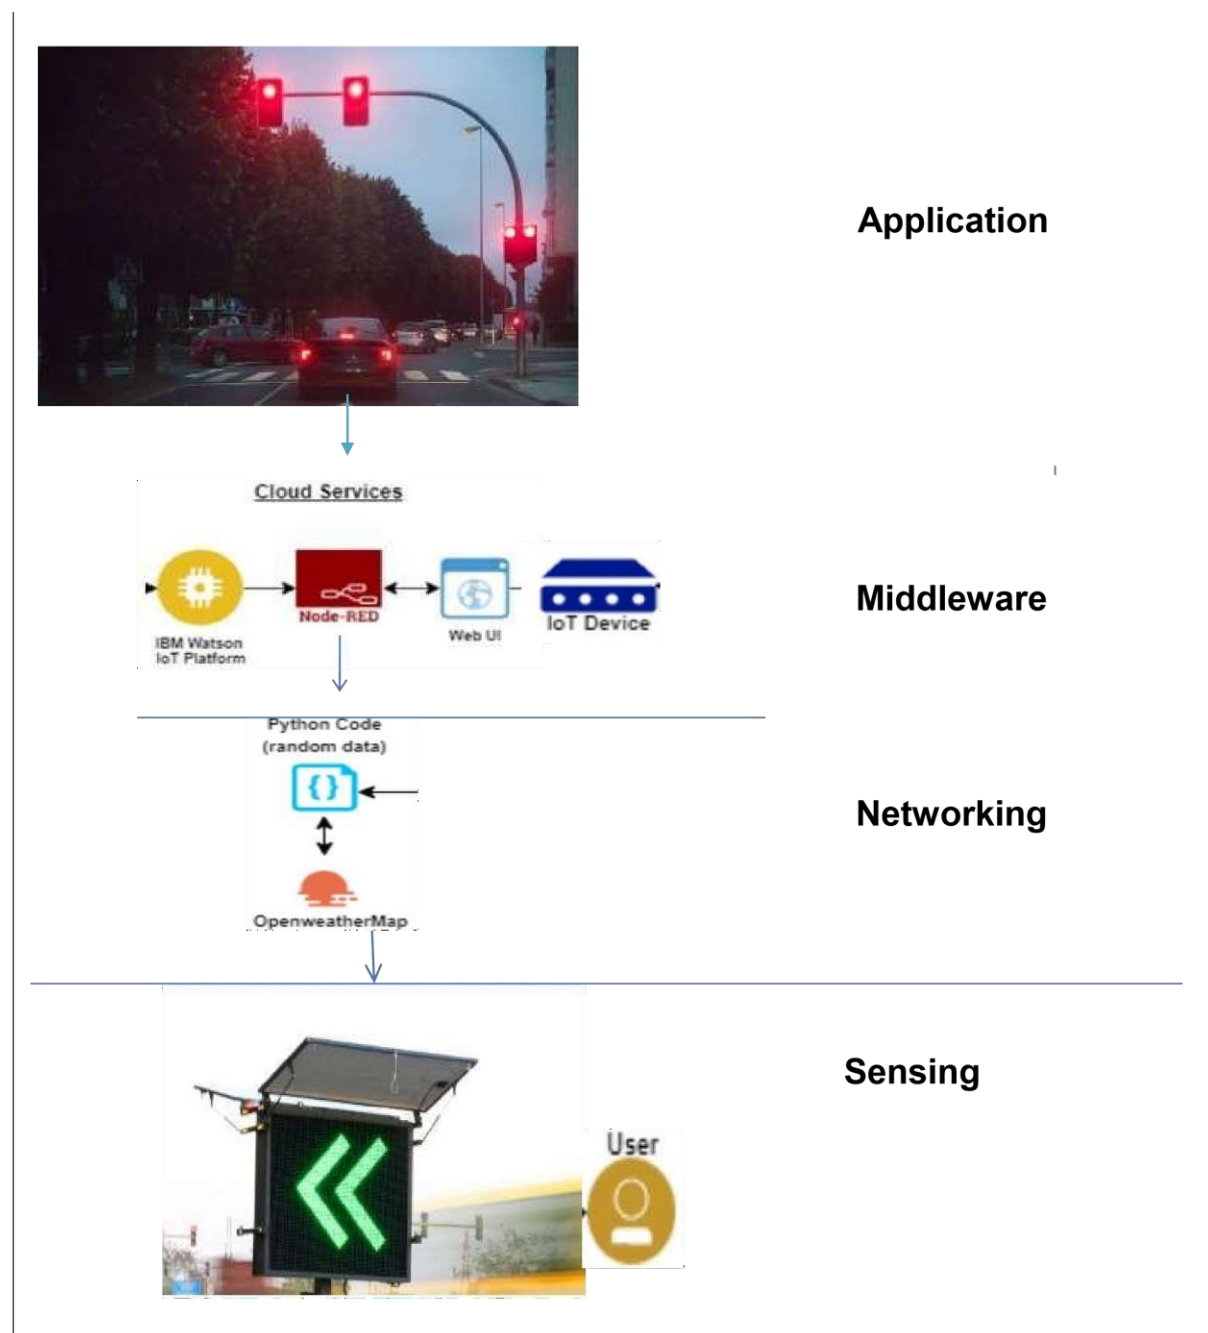 Application
Cloud Services
Node-RED
IBM Watson
IoT Platform
Web UI
IoT Device
Middleware
Python Code
(random data)
{}
OpenweatherMap
Networking
Sensing
User